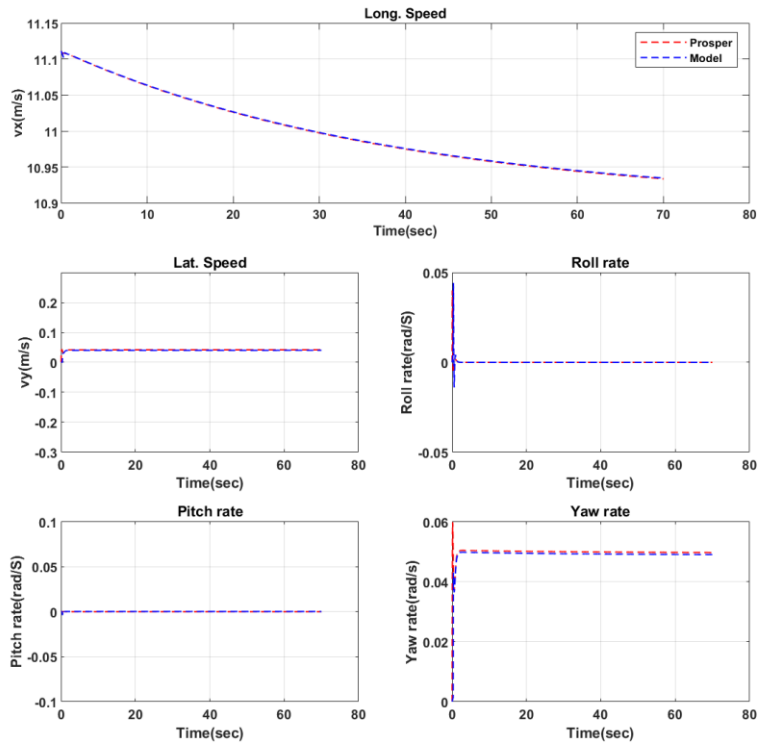 Long. Speed
11.15
11.1
11.05
11
10.95
10.9
vx(m/s)
Prosper
Model
0 10 20 30 40 50 60 70 80
Time(sec)
Lat. Speed
0.2
0.1
0
-0.1
-0.2
-0.3
vy(m/s)
0 20 40 60 80
Time(sec)
Roll rate
0.05
0
-0.05
Roll rate(rad/S)
0 20 40 60 80
Time(sec)
Pitch rate
0.1
0.05
0
-0.05
-0.1
Pitch rate(rad/S)
0 20 40 60 80
Time(sec)
Yaw rate
0.06
0.04
0.02
0
Yaw rate(rad/s)
0 20 40 60 80
Time(sec)